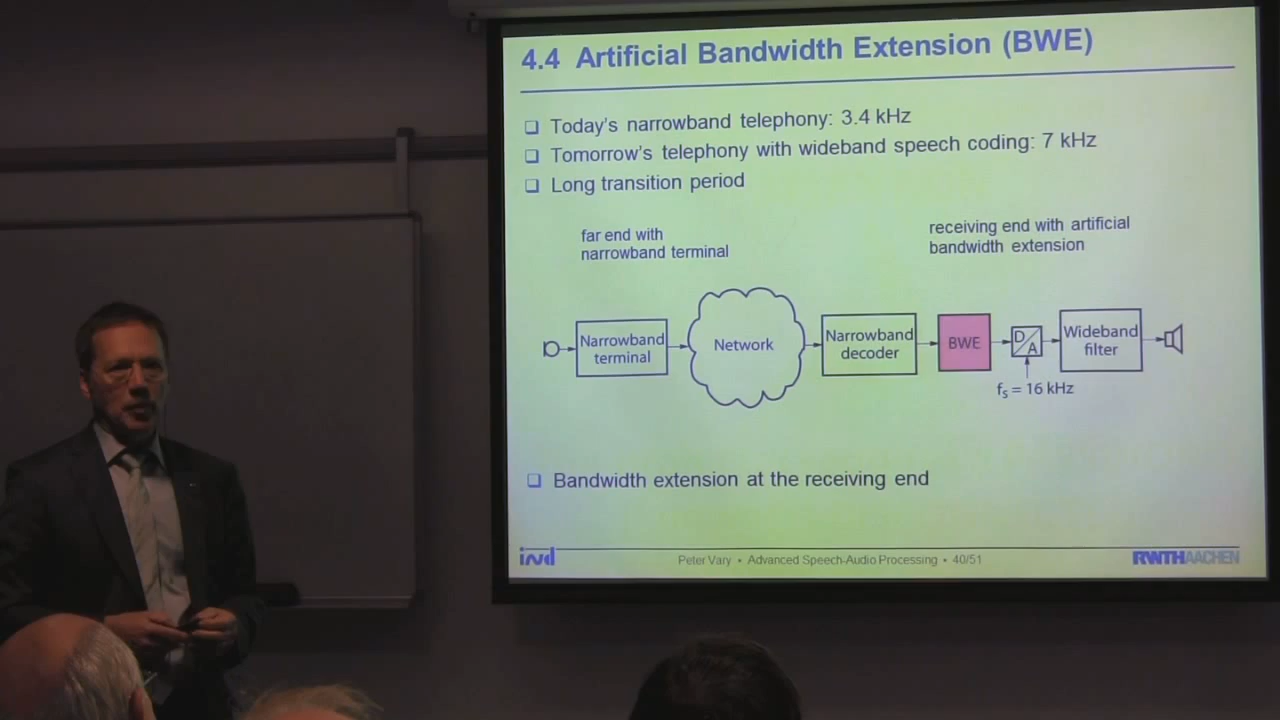 4.4 Artificial Bandwidth Extension (BWE)
Today's narrowband telephony: 3.4 kHz
Tomorrow's telephony with wideband speech coding: 7 kHz
Long transition period
far end with
narrowband terminal
receiving end with artificial
bandwidth extension
Narrowband
terminal
Network
Narrowband
decoder
BWE
D
A
Wideband
filter
fs = 16 kHz
Bandwidth extension at the receiving end
ind
Peter Vary • Advanced Speech-Audio Processing • 40/51
RWTHAACHEN